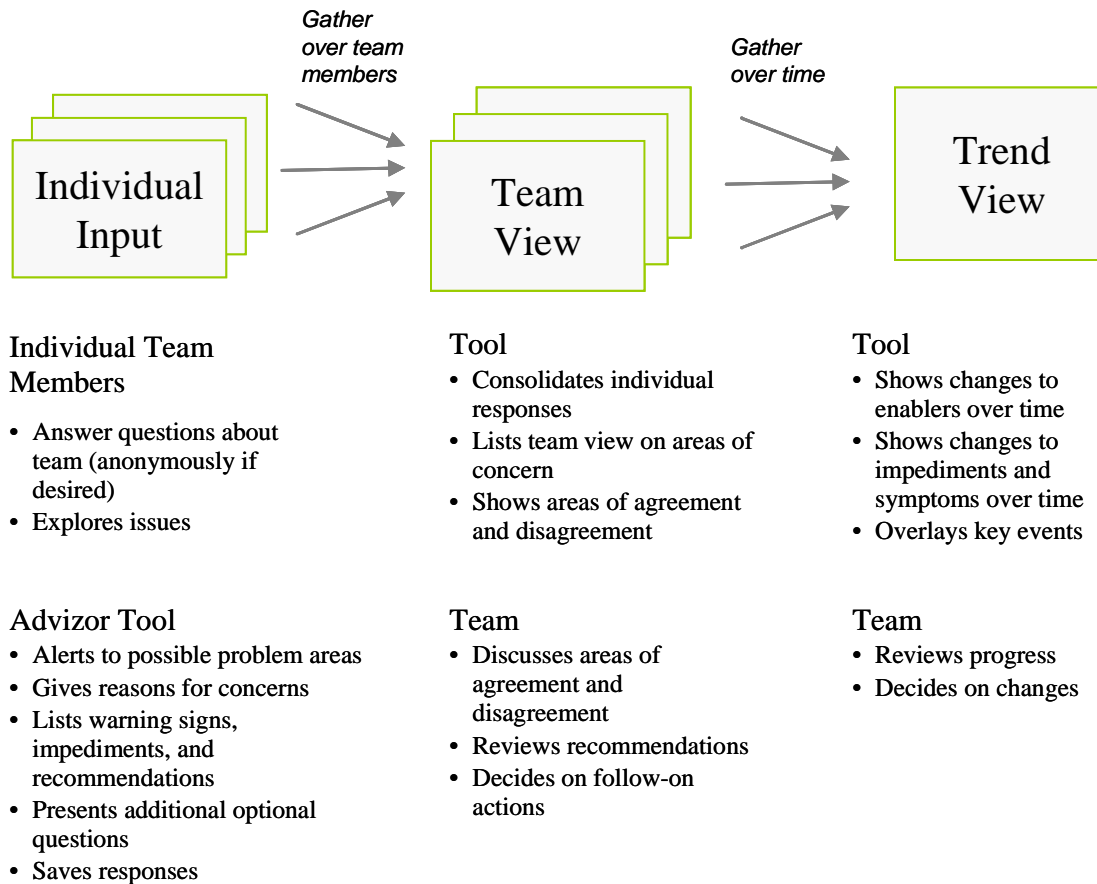 Gather
over team
members
Gather
over time
Individual
Input
Team
View
Trend
View
Individual Team
Members
• Answer questions about
team (anonymously if
desired)
• Explores issues
Advizor Tool
• Alerts to possible problem areas
• Gives reasons for concerns
• Lists warning signs,
impediments, and
recommendations
• Presents additional optional
questions
• Saves responses
Tool
• Consolidates individual
responses
• Lists team view on areas of
concern
• Shows areas of agreement
and disagreement
Team
• Discusses areas of
agreement and
disagreement
• Reviews recommendations
• Decides on follow-on
actions
Tool
• Shows changes to
enablers over time
• Shows changes to
impediments and
symptoms over time
• Overlays key events
Team
• Reviews progress
• Decides on changes